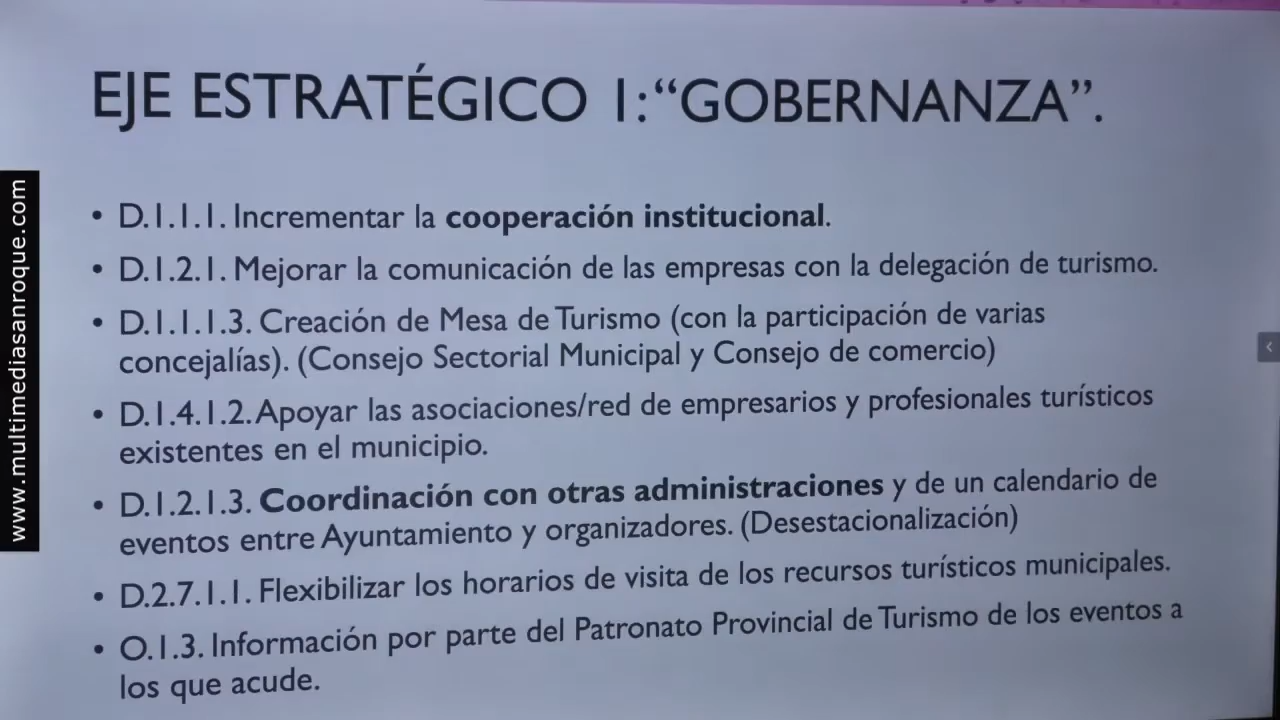 EJE ESTRATÉGICO 1: “GOBERNANZA”.
• D.1.1.1. Incrementar la cooperación institucional.
• D.1.2.1. Mejorar la comunicación de las empresas con la delegación de turismo.
• D.1.1.1.3. Creación de Mesa de Turismo (con la participación de varias
concejalías). (Consejo Sectorial Municipal y Consejo de comercio)
• D.1.4.1.2. Apoyar las asociaciones/red de empresarios y profesionales turísticos
existentes en el municipio.
• D.1.2.1.3. Coordinación con otras administraciones y de un calendario de
eventos entre Ayuntamiento y organizadores. (Desestacionalización)
• D.2.7.1.1. Flexibilizar los horarios de visita de los recursos turísticos municipales.
• O.1.3. Información por parte del Patronato Provincial de Turismo de los eventos a
los que acude.
www.multimediasanroque.com